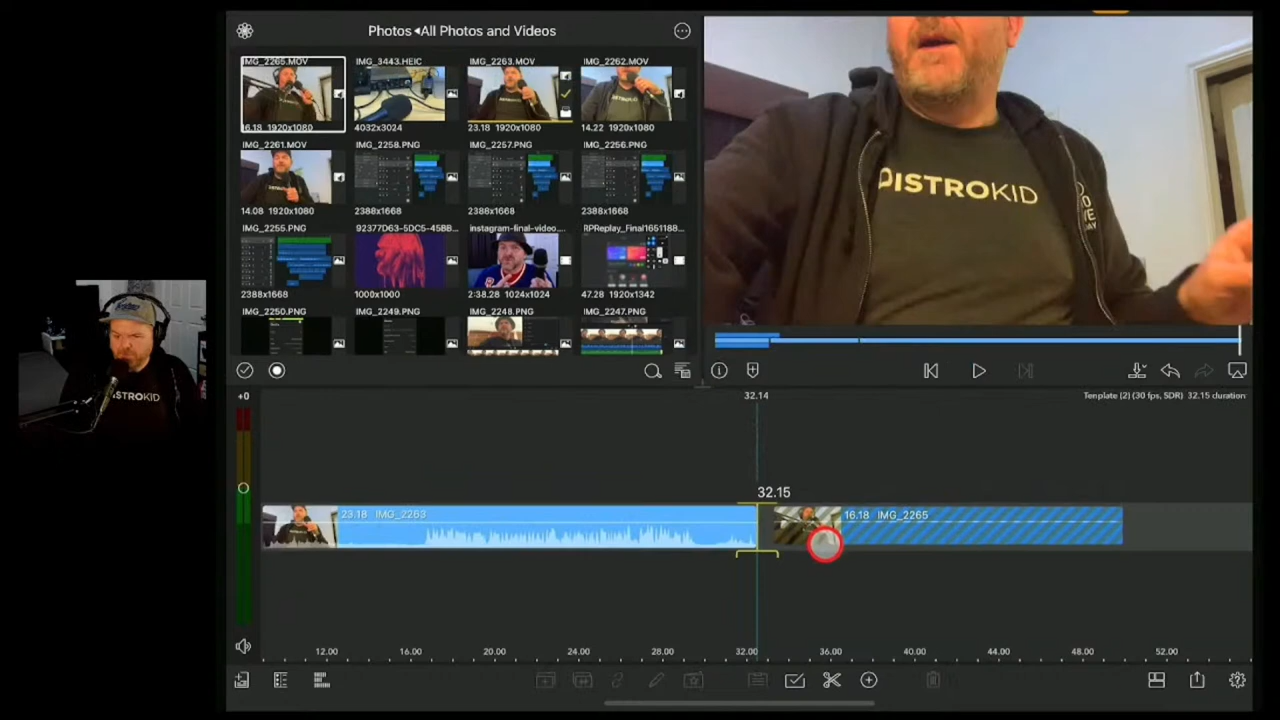 Photos ◂All Photos and Videos
IMG_2265.MOV
IMG_3443.HEIC
IMG_2263.MOV
IMG_2262.MOV
16.18 1920x1080
4032x3024
23.18 1920x1080
14.22 1920x1080
IMG_2261.MOV
IMG_2258.PNG
IMG_2257.PNG
IMG_2256.PNG
14.08 1920x1080
2388x1668
2388x1668
2388x1668
IMG_2255.PNG
92377D63-5DC5-45BB...
instagram-final-video....
RPReplay_Final1651188...
2388x1668
1000x1000
2:38.28 1024x1024
47.28 1920x1342
IMG_2250.PNG
IMG_2249.PNG
IMG_2248.PNG
IMG_2247.PNG
DISTROKID
+0
32.14
Template (2) (30 fps, SDR) 32.15 duration
32.15
23.18 IMG_2263
16.18 IMG_2265
12.00 16.00 20.00 24.00 28.00 32.00 36.00 40.00 44.00 48.00 52.00